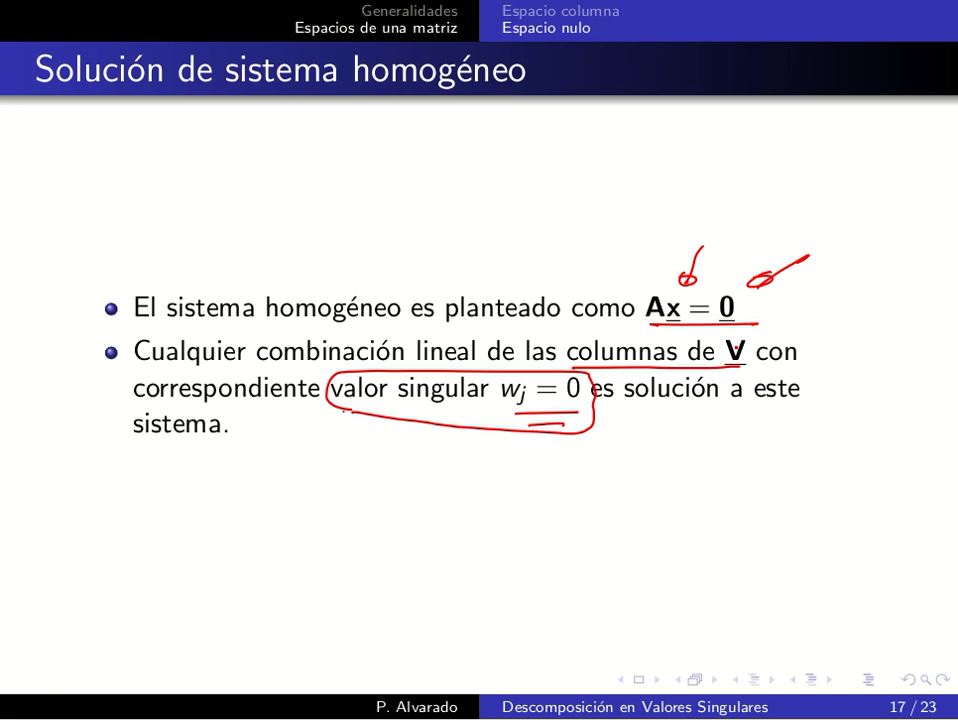 Generalidades
Espacios de una matriz
Espacio columna
Espacio nulo
Solución de sistema homogéneo
El sistema homogéneo es planteado como Ax = 0
Cualquier combinación lineal de las columnas de V con
correspondiente valor singular wj = 0 es solución a este
sistema.
P. Alvarado
Descomposición en Valores Singulares
17 / 23